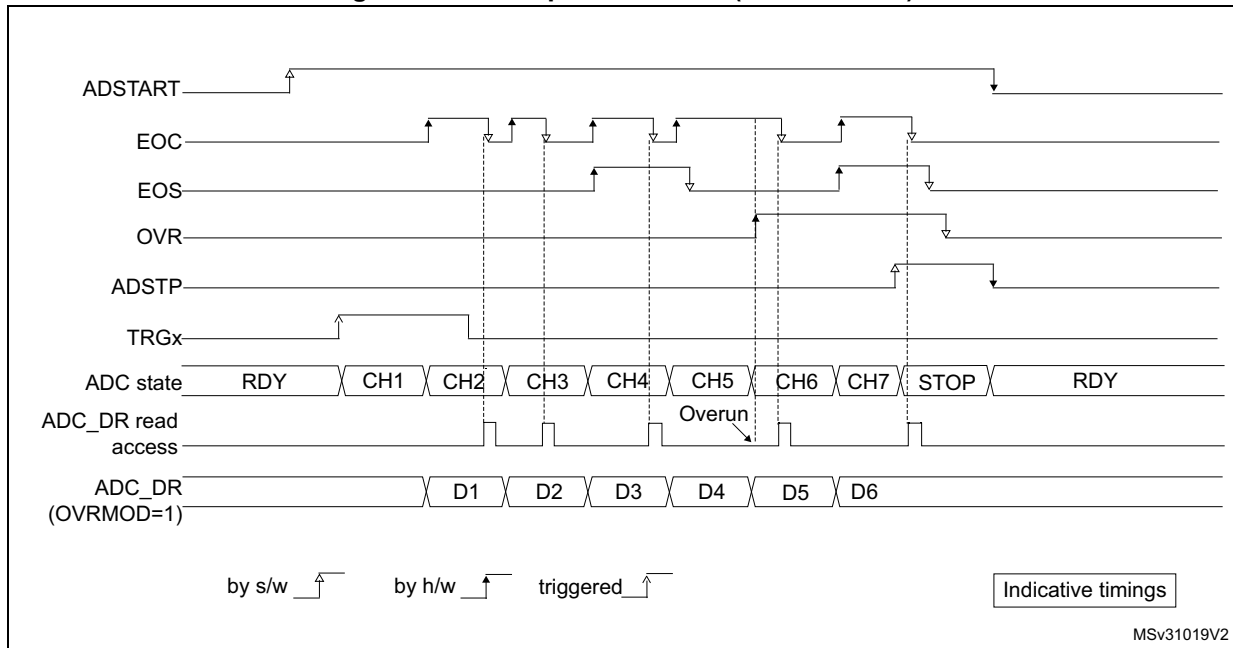 ADSTART
EOC
EOS
OVR
ADSTP
TRGx
ADC state RDY CH1 CH2 CH3 CH4 CH5 CH6 CH7 STOP RDY
ADC_DR read
access
Overun
ADC_DR
(OVRMOD=1)
D1 D2 D3 D4 D5 D6
by s/w by h/w triggered
Indicative timings
MSv31019V2